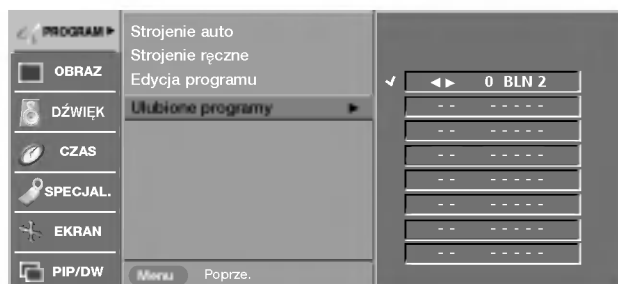 PROGRAM ►
OBRAZ
DŹWIĘK
CZAS
SPECJAL.
EKRAN
PIP/DW
Strojenie auto
Strojenie ręczne
Edycja programu
Ulubione programy ►
Menu Poprze.
✔ ◄► 0 BLN 2
- - - - - - -
- - - - - - -
- - - - - - -
- - - - - - -
- - - - - - -
- - - - - - -
- - - - - - -